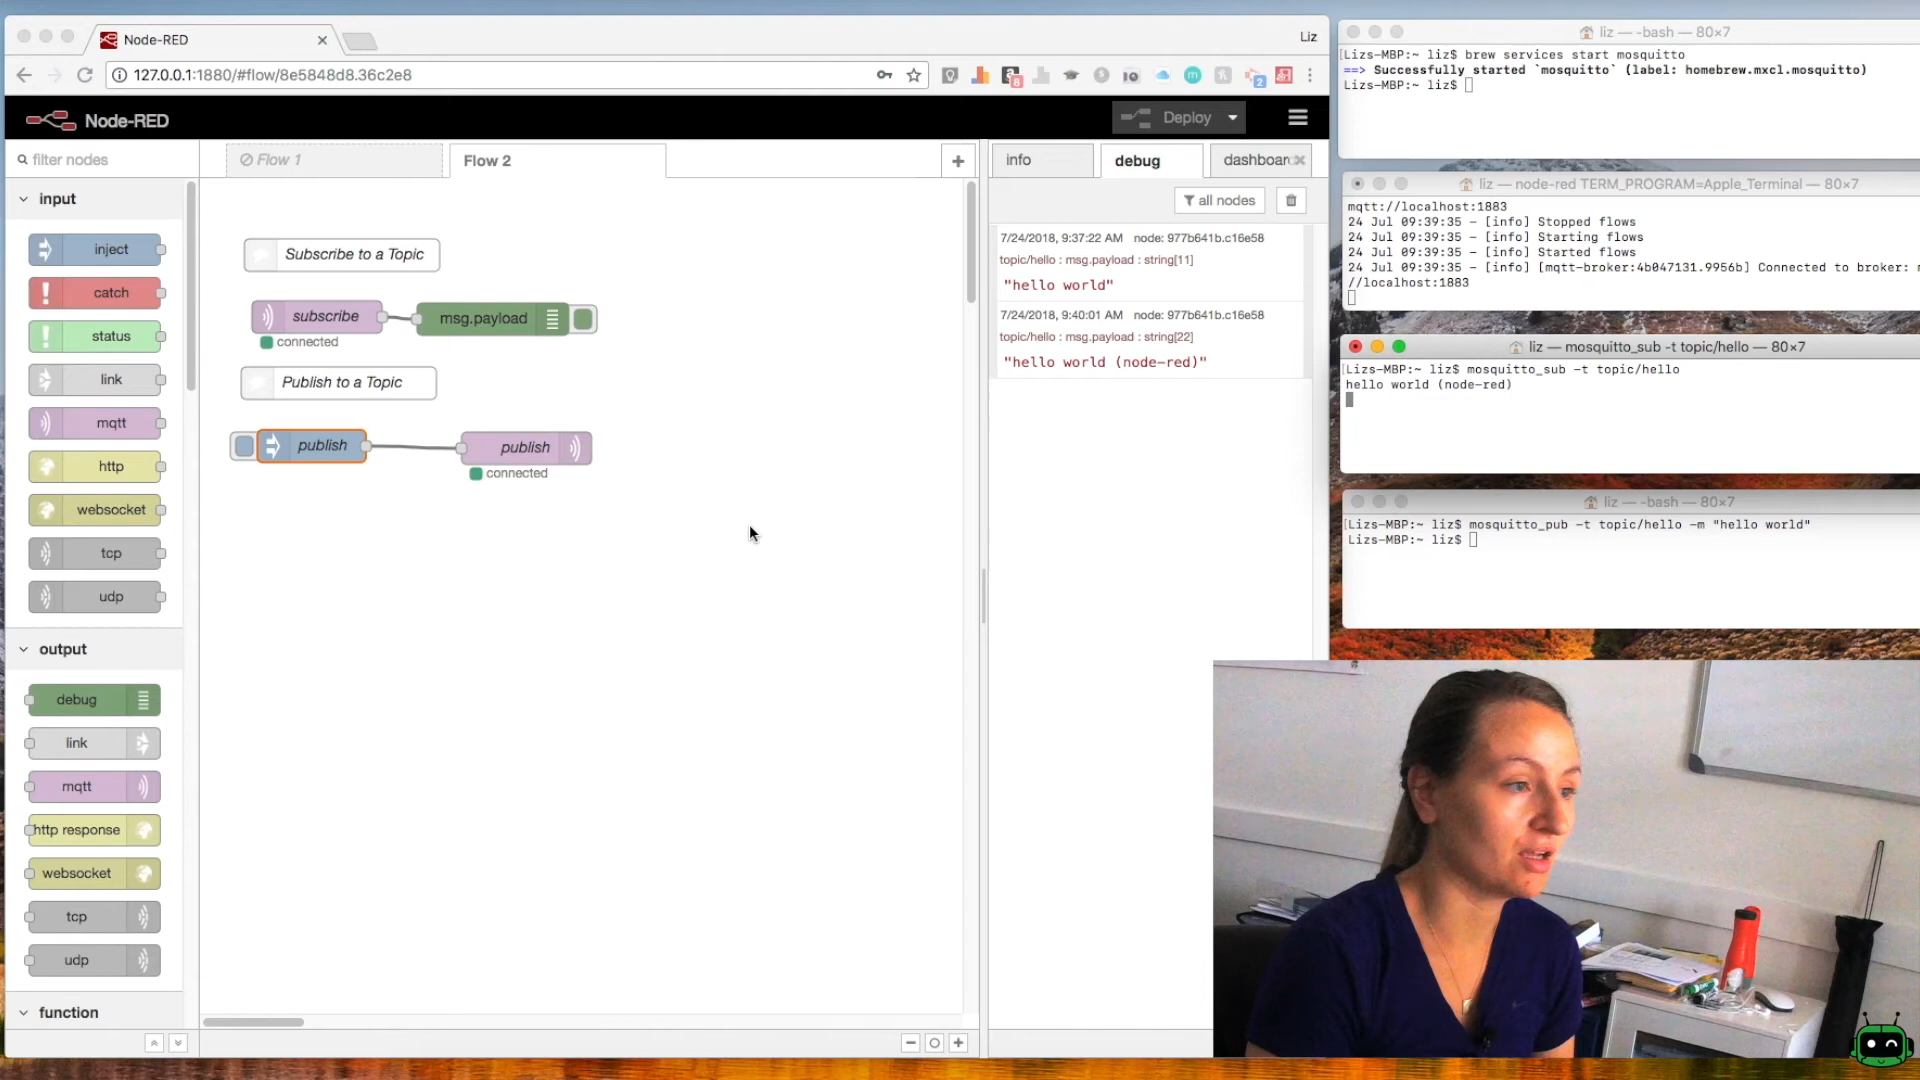 Node-RED
Liz
127.0.0.1:1880/#flow/8e5848d8.36c2e8
8
2
Node-RED
Deploy
filter nodes
Flow 1
Flow 2
input
inject
catch
status
link
mqtt
http
websocket
tcp
udp
output
debug
link
mqtt
http response
websocket
tcp
udp
function
Subscribe to a Topic
subscribe
msg.payload
connected
Publish to a Topic
publish
publish
connected
info
debug
dashboar
all nodes
7/24/2018, 9:37:22 AM node: 977b641b.c16e58
topic/hello : msg.payload : string[11]
"hello world"
7/24/2018, 9:40:01 AM node: 977b641b.c16e58
topic/hello : msg.payload : string[22]
"hello world (node-red)"
liz — -bash — 80×7
[Lizs-MBP:~ liz$ brew services start mosquitto
==> Successfully started `mosquitto` (label: homebrew.mxcl.mosquitto)
Lizs-MBP:~ liz$
liz — node-red TERM_PROGRAM=Apple_Terminal — 80×7
mqtt://localhost:1883
24 Jul 09:39:35 - [info] Stopped flows
24 Jul 09:39:35 - [info] Starting flows
24 Jul 09:39:35 - [info] Started flows
24 Jul 09:39:35 - [info] [mqtt-broker:4b047131.9956b] Connected to broker:
//localhost:1883
liz — mosquitto_sub -t topic/hello — 80×7
[Lizs-MBP:~ liz$ mosquitto_sub -t topic/hello
hello world (node-red)
liz — -bash — 80×7
[Lizs-MBP:~ liz$ mosquitto_pub -t topic/hello -m "hello world"
Lizs-MBP:~ liz$